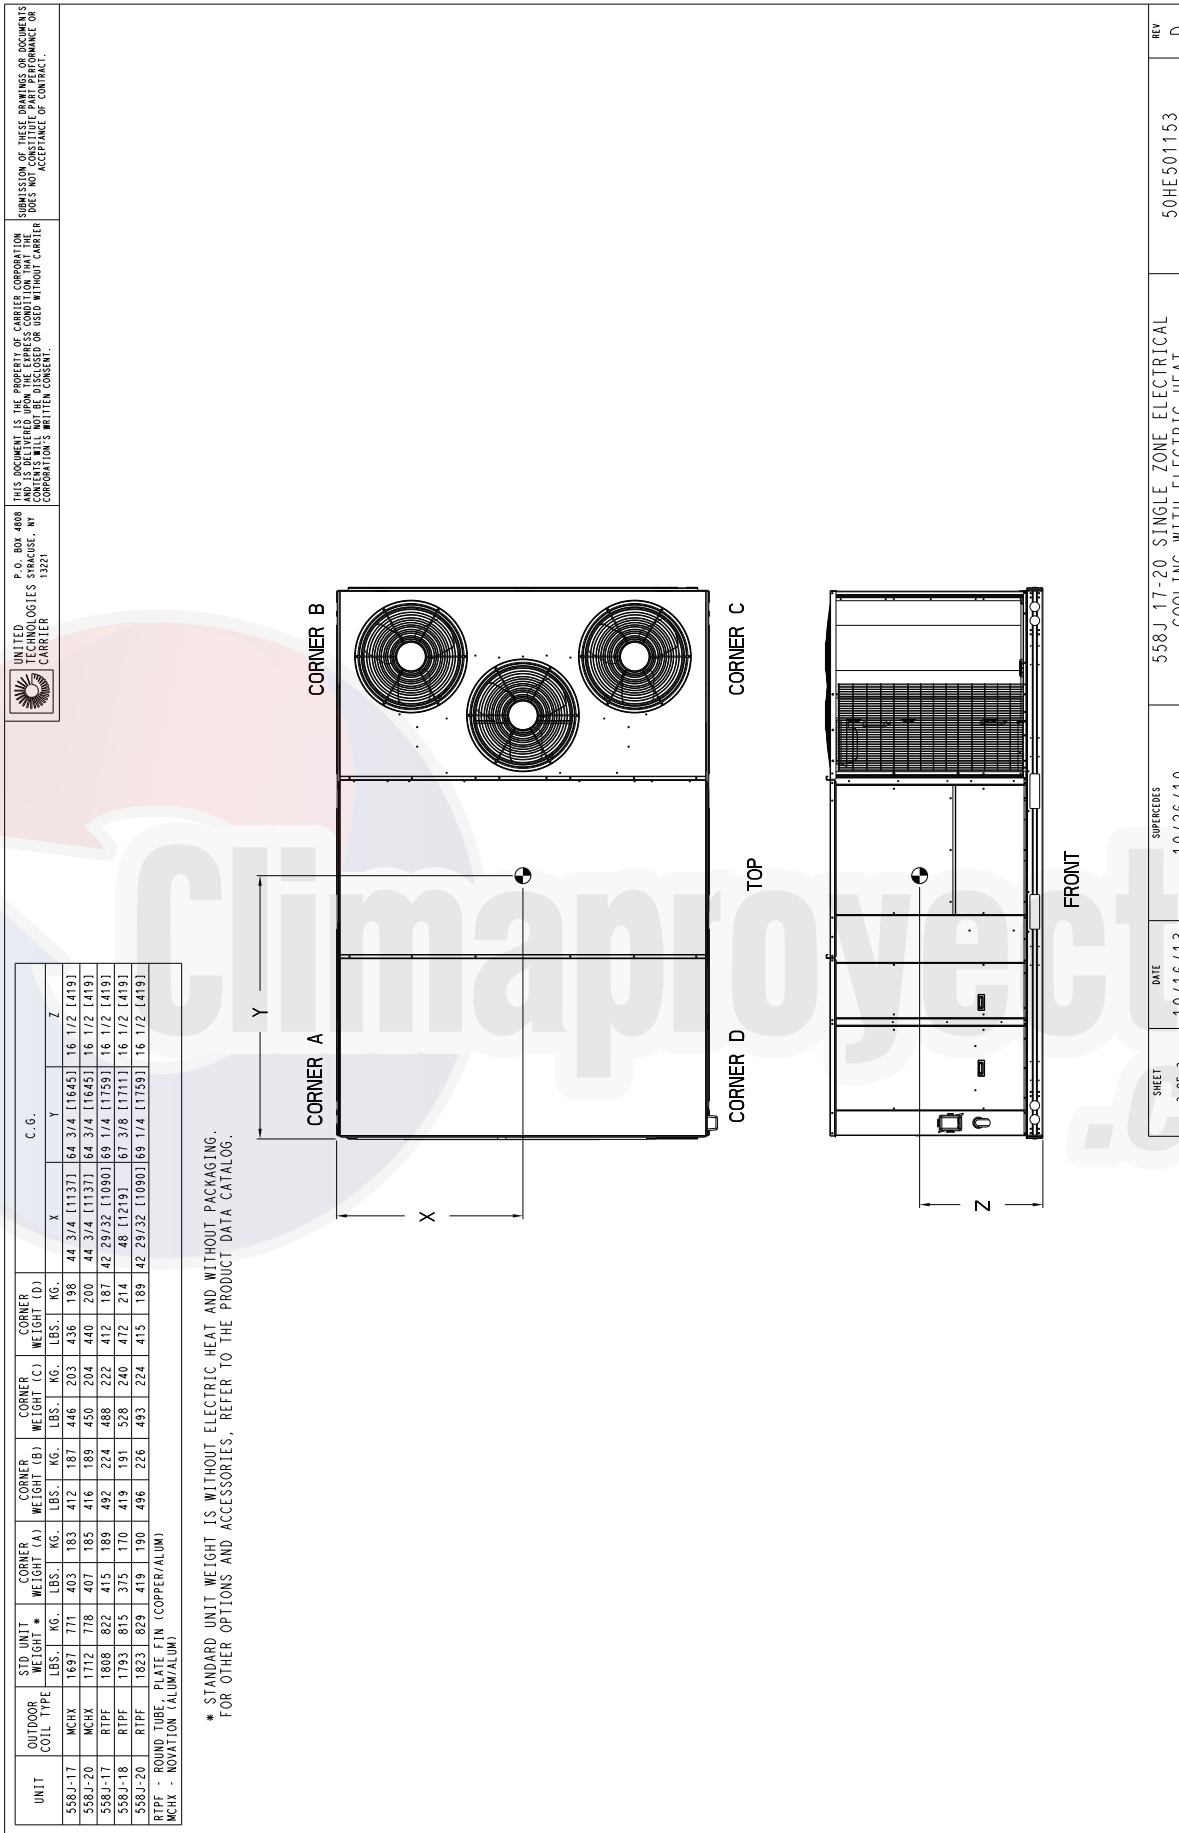 UNITED
TECHNOLOGIES
CARRIER
P.O. BOX 4808
SYRACUSE, NY
13221
THIS DOCUMENT IS THE PROPERTY OF CARRIER CORPORATION
AND IS DELIVERED UPON THE EXPRESS CONDITION THAT THE
CONTENTS WILL NOT BE DISCLOSED OR USED WITHOUT CARRIER
CORPORATION'S WRITTEN CONSENT.
SUBMISSION OF THESE DRAWINGS OR DOCUMENTS
DOES NOT CONSTITUTE PART PERFORMANCE OR
ACCEPTANCE OF CONTRACT.
UNIT OUTDOOR COIL TYPE STD UNIT WEIGHT * CORNER WEIGHT (A) CORNER WEIGHT (B) CORNER WEIGHT (C) CORNER WEIGHT (D) C.G.
LBS. KG. LBS. KG. LBS. KG. LBS. KG. LBS. KG. X Y Z
558J-17 MCHX 1697 771 403 183 412 187 446 203 436 198 44 3/4 [1137] 64 3/4 [1645] 16 1/2 [419]
558J-20 MCHX 1712 778 407 185 416 189 450 204 440 200 44 3/4 [1137] 64 3/4 [1645] 16 1/2 [419]
558J-17 RTPF 1808 822 415 189 492 224 488 222 412 187 42 29/32 [1090] 69 1/4 [1759] 16 1/2 [419]
558J-18 RTPF 1793 815 375 170 419 191 528 240 472 214 48 [1219] 67 3/8 [1711] 16 1/2 [419]
558J-20 RTPF 1823 829 419 190 496 226 493 224 415 189 42 29/32 [1090] 69 1/4 [1759] 16 1/2 [419]
RTPF - ROUND TUBE, PLATE FIN (COPPER/ALUM)
MCHX - NOVATION (ALUM/ALUM)
* STANDARD UNIT WEIGHT IS WITHOUT ELECTRIC HEAT AND WITHOUT PACKAGING.
FOR OTHER OPTIONS AND ACCESSORIES, REFER TO THE PRODUCT DATA CATALOG.
CORNER A
CORNER B
Y
X
CORNER D
CORNER C
TOP
Z
FRONT
Climaproyect
.c
SHEET
DATE
10/16/13
SUPERCEDES
10/26/10
558J 17-20 SINGLE ZONE ELECTRICAL
COOLING WITH ELECTRIC HEAT
50HE501153
REV
D